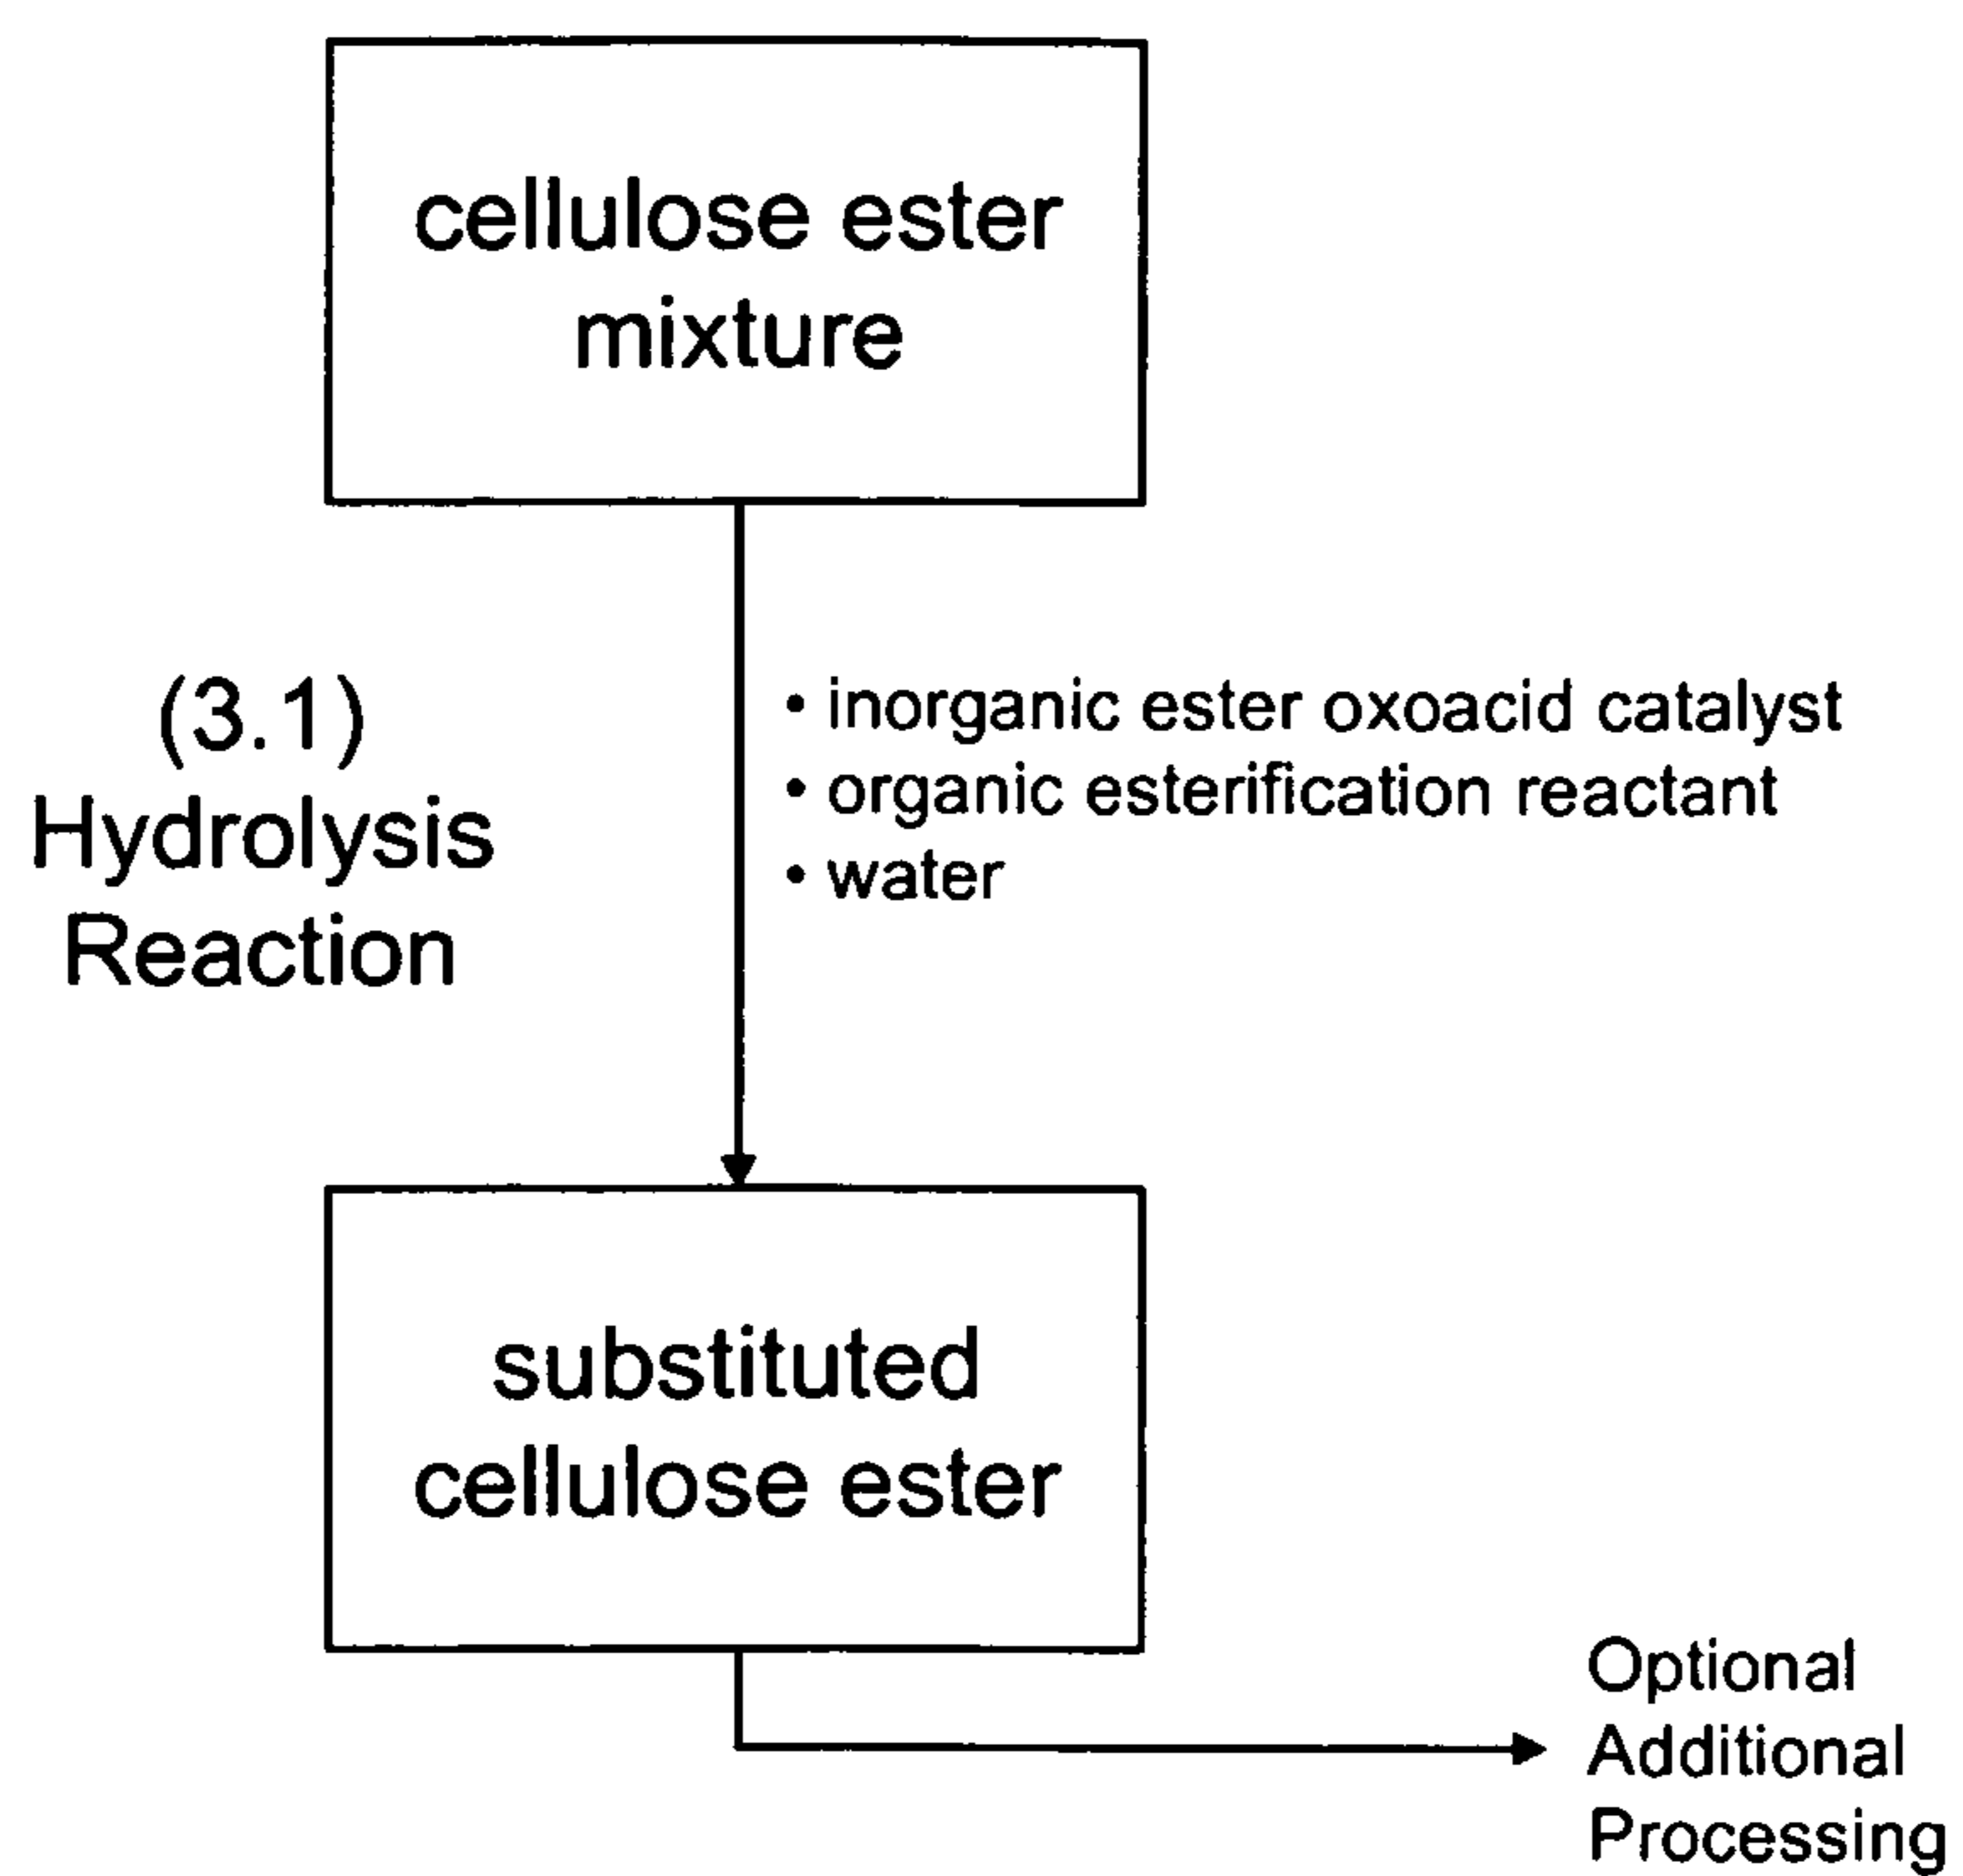 cellulose ester
mixture
(3.1)
Hydrolysis
Reaction
• inorganic ester oxoacid catalyst
• organic esterification reactant
• water
substituted
cellulose ester
Optional
Additional
Processing